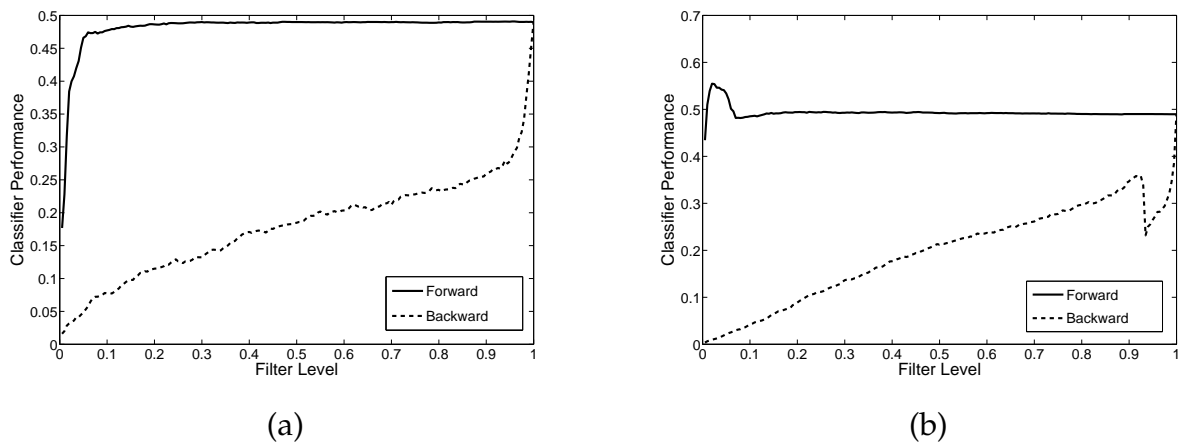 0.5
0.45
0.4
0.35
0.3
0.25
0.2
0.15
0.1
0.05
0
Classifier Performance
Forward
Backward
0 0.1 0.2 0.3 0.4 0.5 0.6 0.7 0.8 0.9 1
Filter Level
(a)
0.7
0.6
0.5
0.4
0.3
0.2
0.1
0
Classifier Performance
Forward
Backward
0 0.1 0.2 0.3 0.4 0.5 0.6 0.7 0.8 0.9 1
Filter Level
(b)